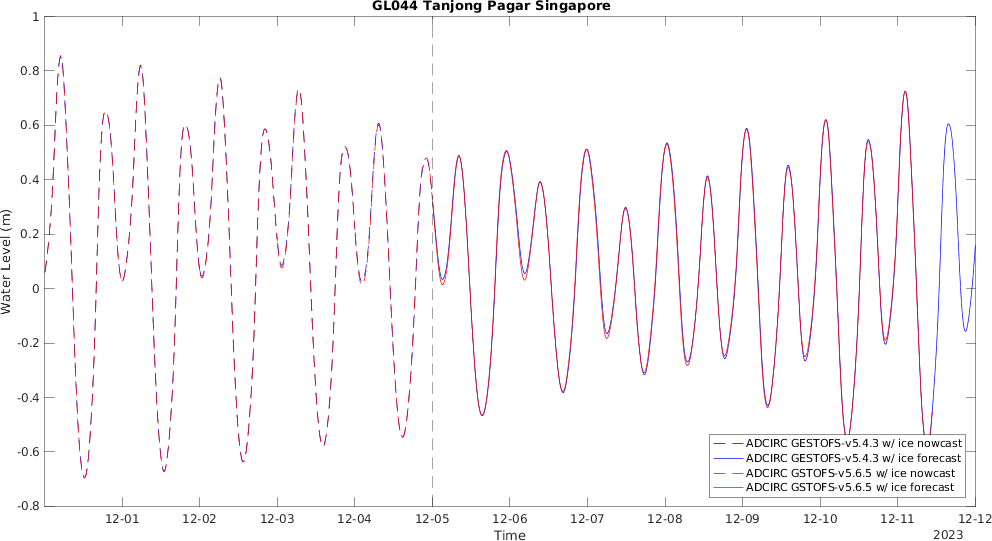 GL044 Tanjong Pagar Singapore
1
0.8
0.6
0.4
0.2
0
-0.2
-0.4
-0.6
-0.8
Water Level (m)
12-01 12-02 12-03 12-04 12-05 12-06 12-07 12-08 12-09 12-10 12-11 12-12
Time
2023
ADCIRC GESTOFS-v5.4.3 w/ ice nowcast
ADCIRC GESTOFS-v5.4.3 w/ ice forecast
ADCIRC GSTOFS-v5.6.5 w/ ice nowcast
ADCIRC GSTOFS-v5.6.5 w/ ice forecast